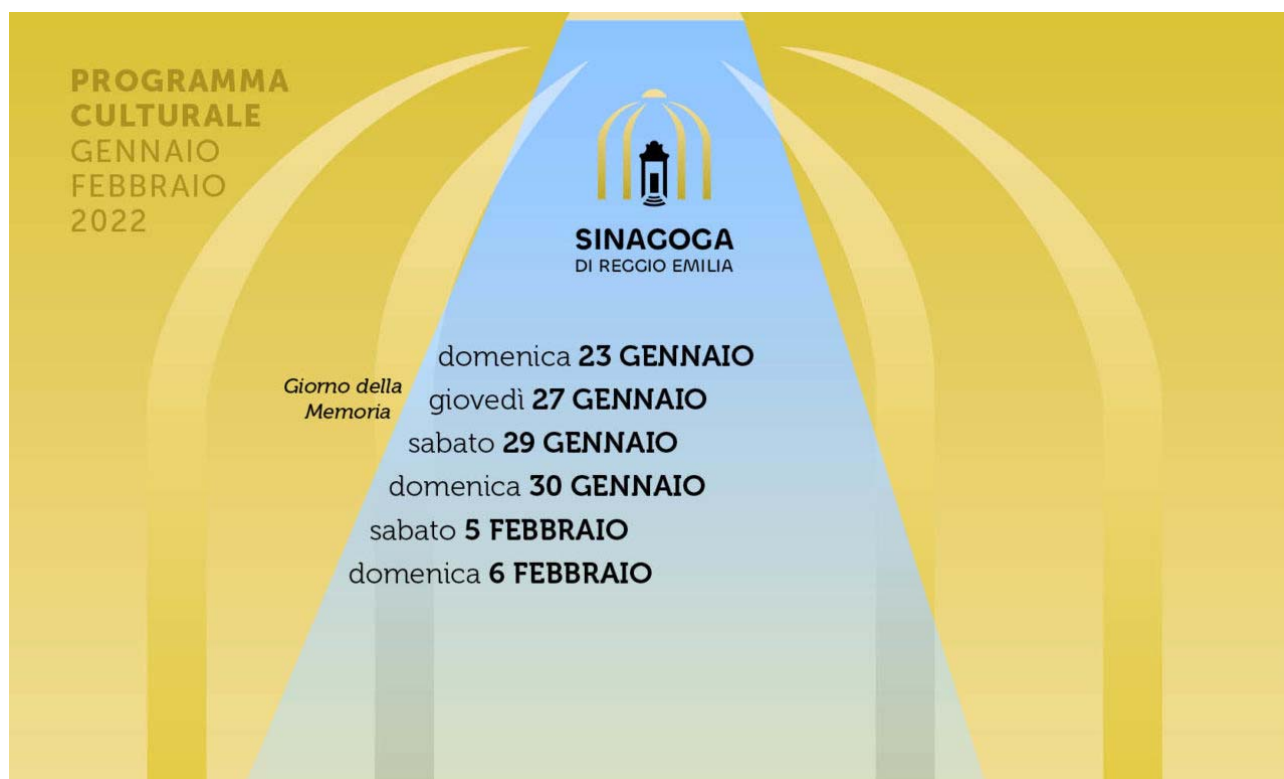 PROGRAMMA
CULTURALE
GENNAIO
FEBBRAIO
2022
SINAGOGA
DI REGGIO EMILIA
domenica 23 GENNAIO
Giorno della
Memoria
giovedì 27 GENNAIO
sabato 29 GENNAIO
domenica 30 GENNAIO
sabato 5 FEBBRAIO
domenica 6 FEBBRAIO